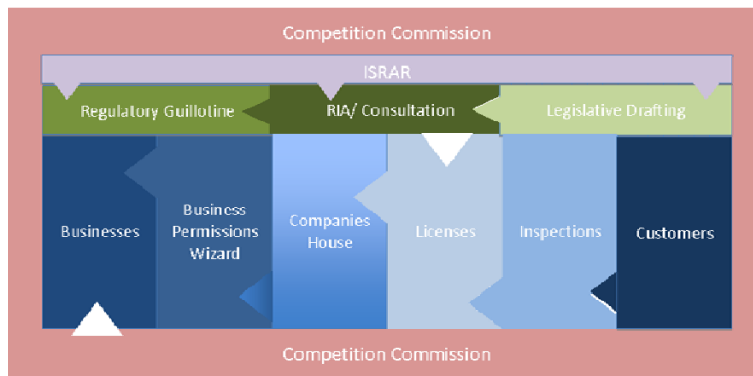 Competition Commission
ISRAR
Regulatory Guillotine
RIA/ Consultation
Legislative Drafting
Businesses
Business
Permissions
Wizard
Companies
House
Licenses
Inspections
Customers
Competition Commission